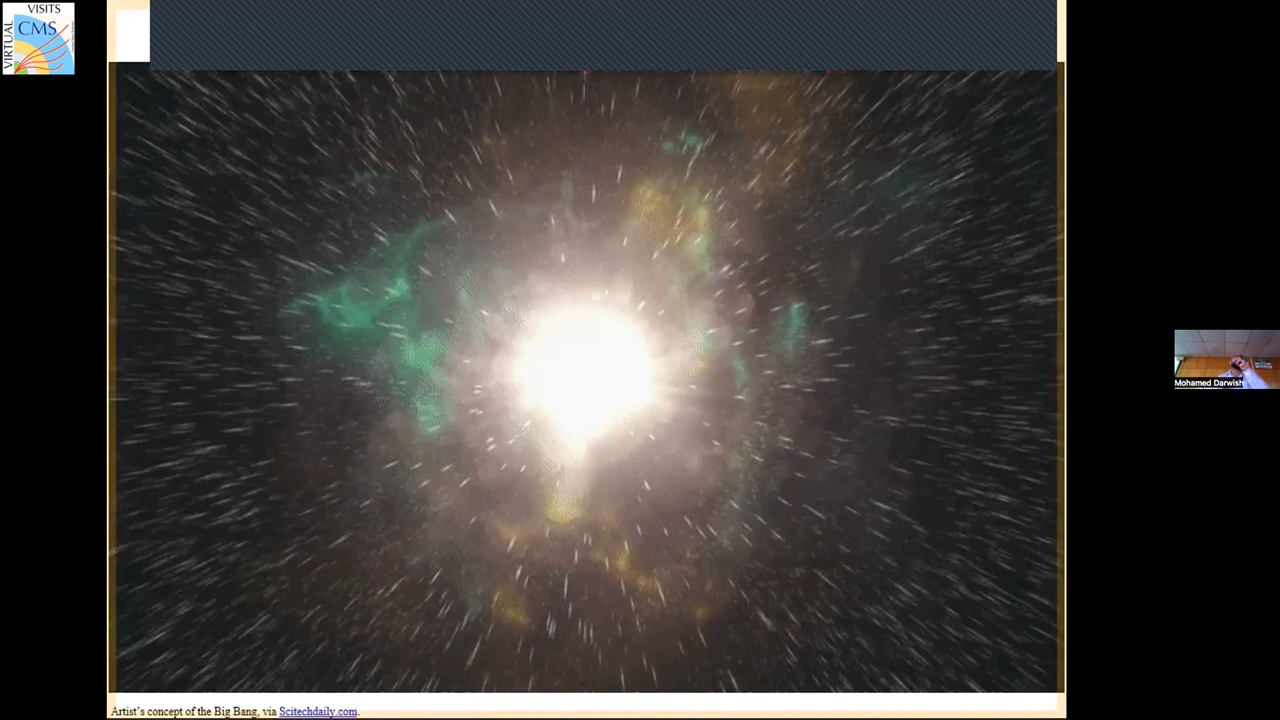 VISITS
VIRTUAL
CMS
Mohamed Darwish
Artist's concept of the Big Bang, via Scitechdaily.com.